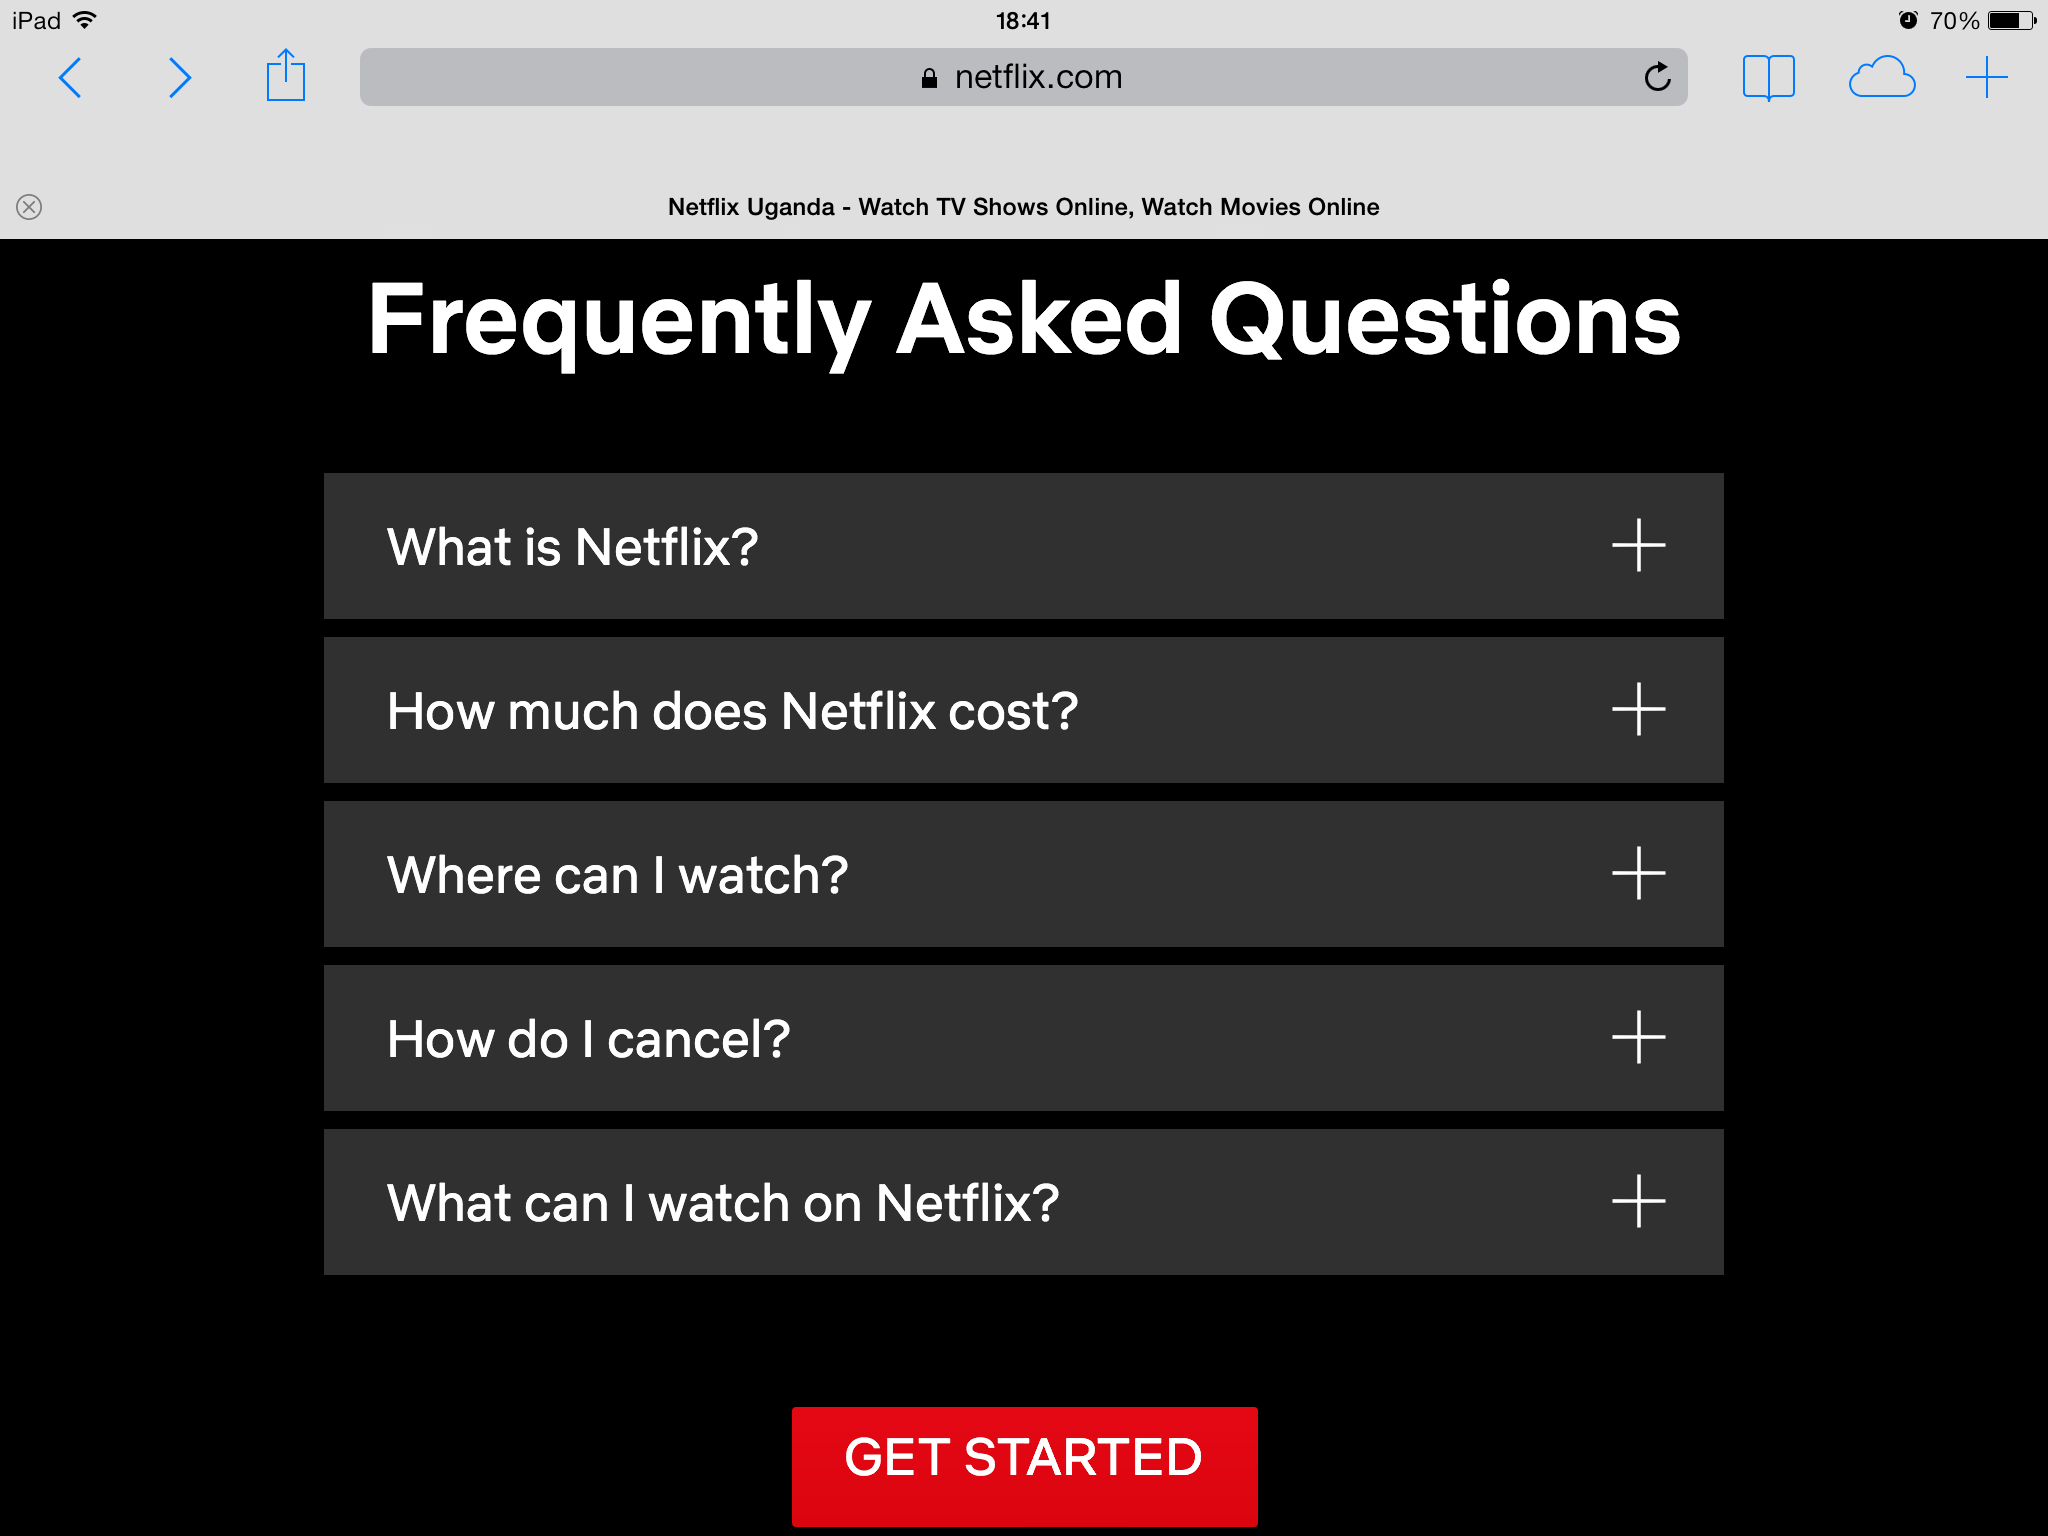 iPad
18:41
70%
netflix.com
Netflix Uganda - Watch TV Shows Online, Watch Movies Online
Frequently Asked Questions
What is Netflix?
How much does Netflix cost?
Where can I watch?
How do I cancel?
What can I watch on Netflix?
GET STARTED